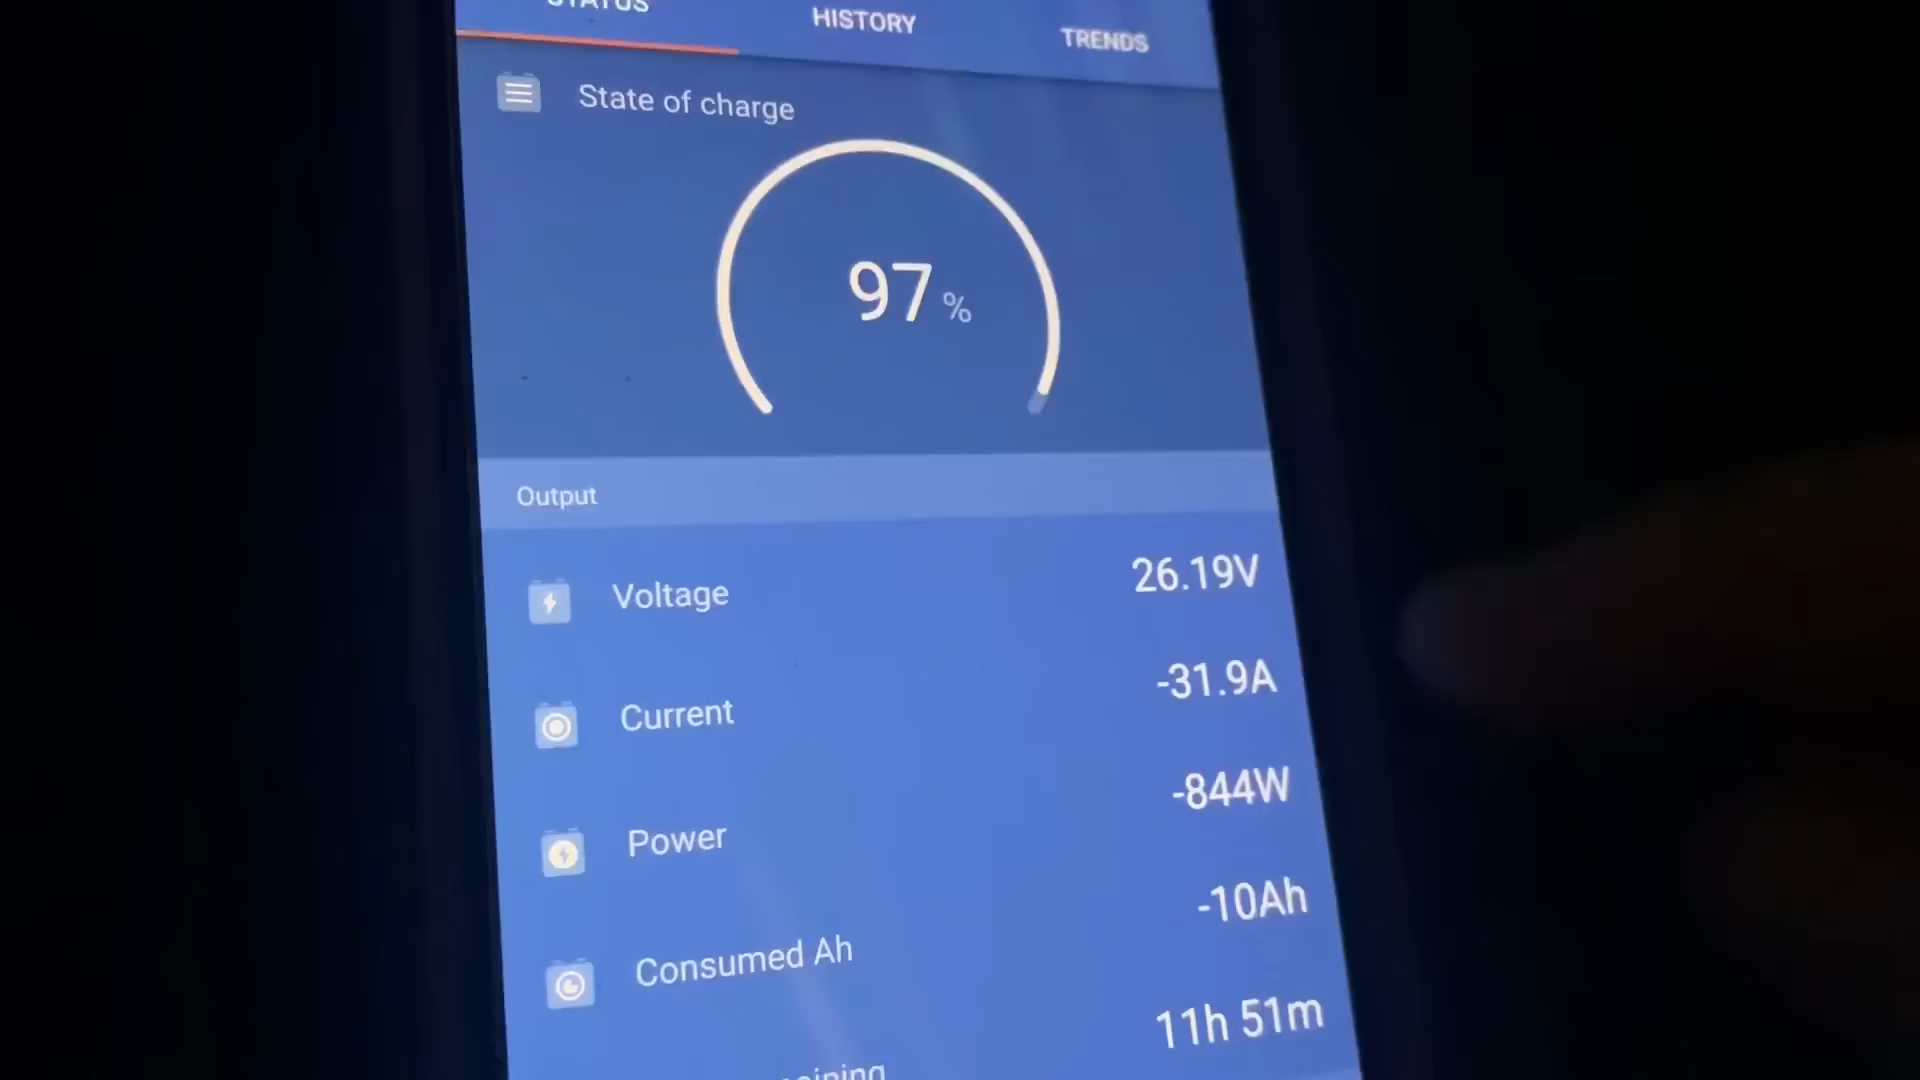 STATUS HISTORY TRENDS
State of charge
97 %
Output
Voltage 26.19V
Current -31.9A
Power -844W
Consumed Ah -10Ah
11h 51m